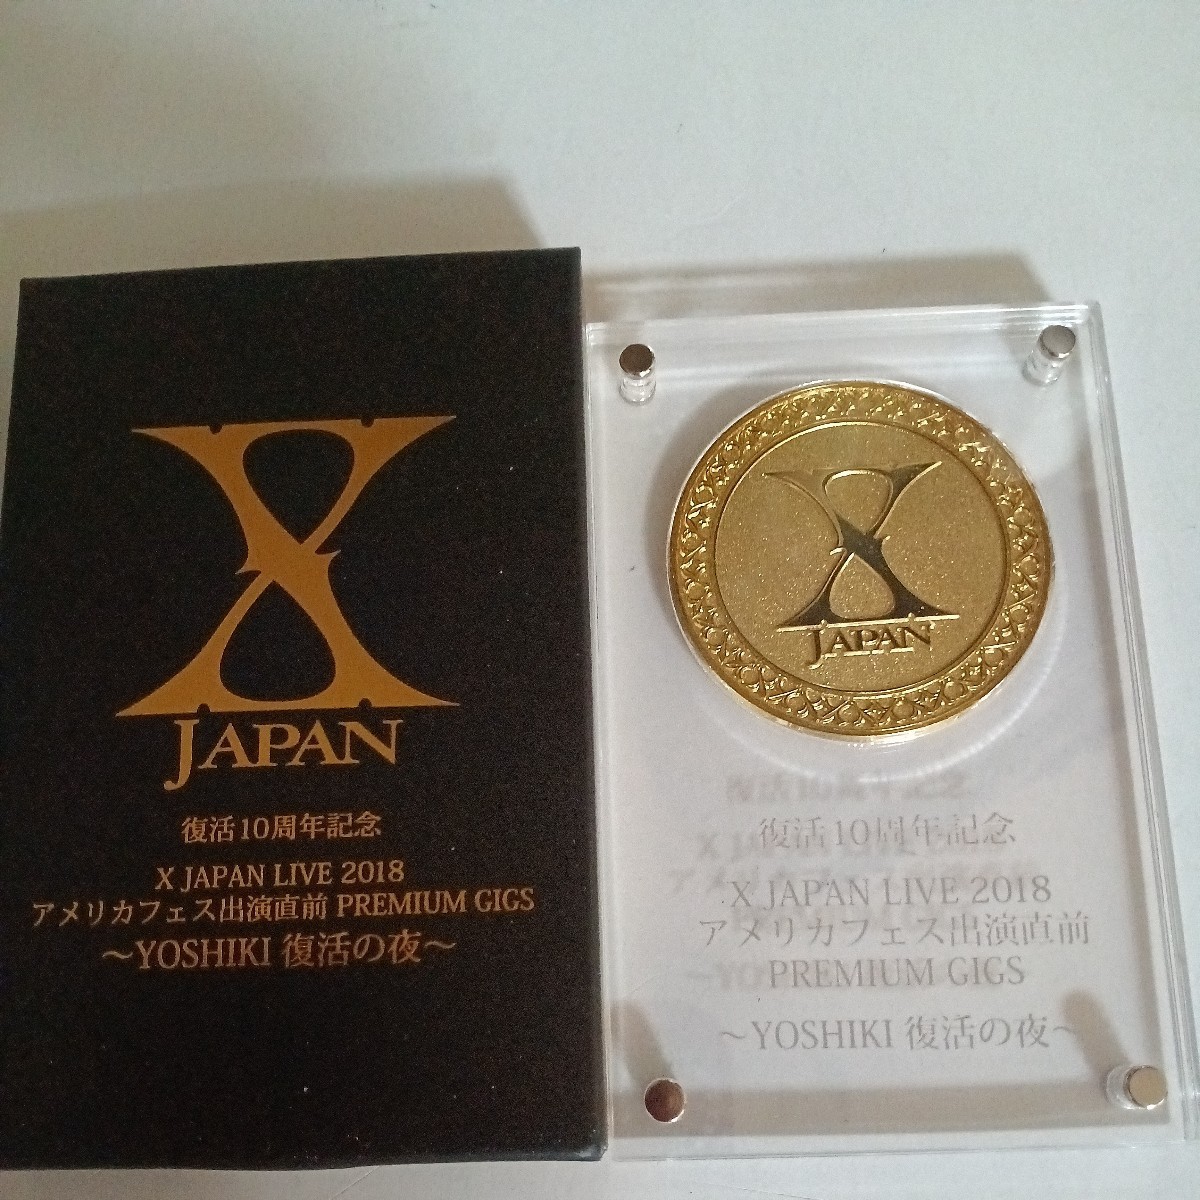 X
JAPAN
復活10周年記念
X JAPAN LIVE 2018
アメリカフェス出演直前 PREMIUM GIGS
～YOSHIKI 復活の夜～
X
JAPAN
復活10周年記念
X JAPAN LIVE 2018
アメリカフェス出演直前
PREMIUM GIGS
～YOSHIKI 復活の夜～